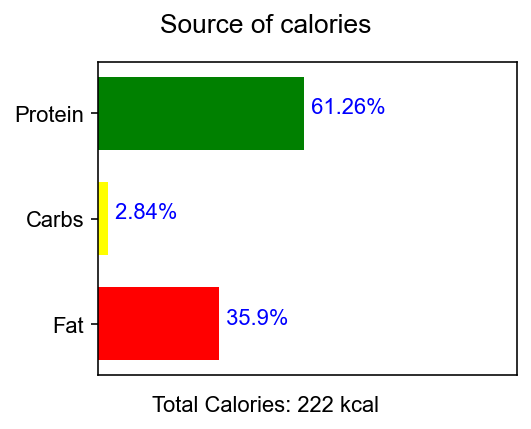 Source of calories
Protein 61.26%
Carbs 2.84%
Fat 35.9%
Total Calories: 222 kcal